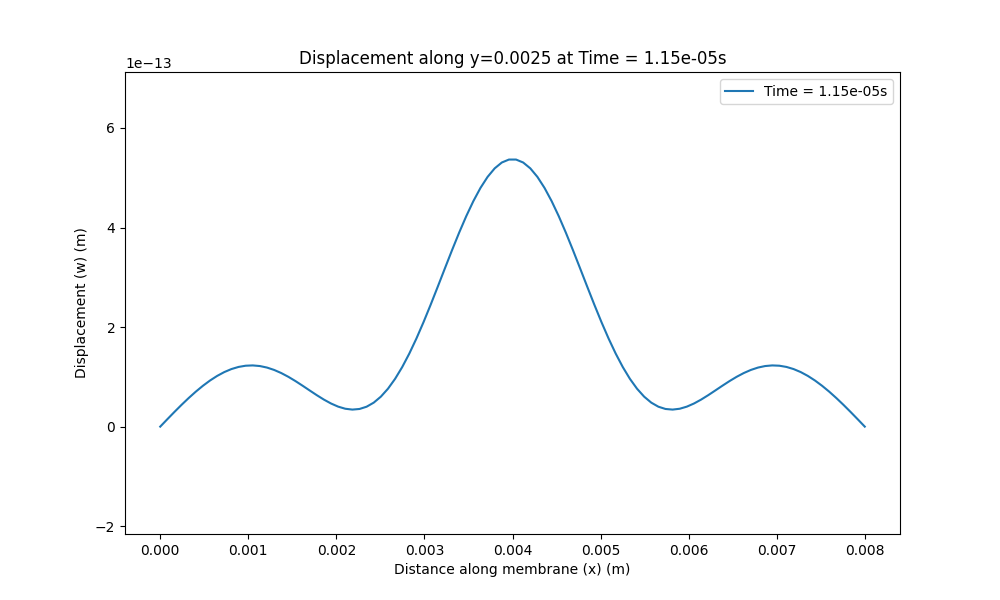 Displacement along y=0.0025 at Time = 1.15e-05s
1e−13
Time = 1.15e-05s
6
4
2
0
−2
Displacement (w) (m)
0.000 0.001 0.002 0.003 0.004 0.005 0.006 0.007 0.008
Distance along membrane (x) (m)